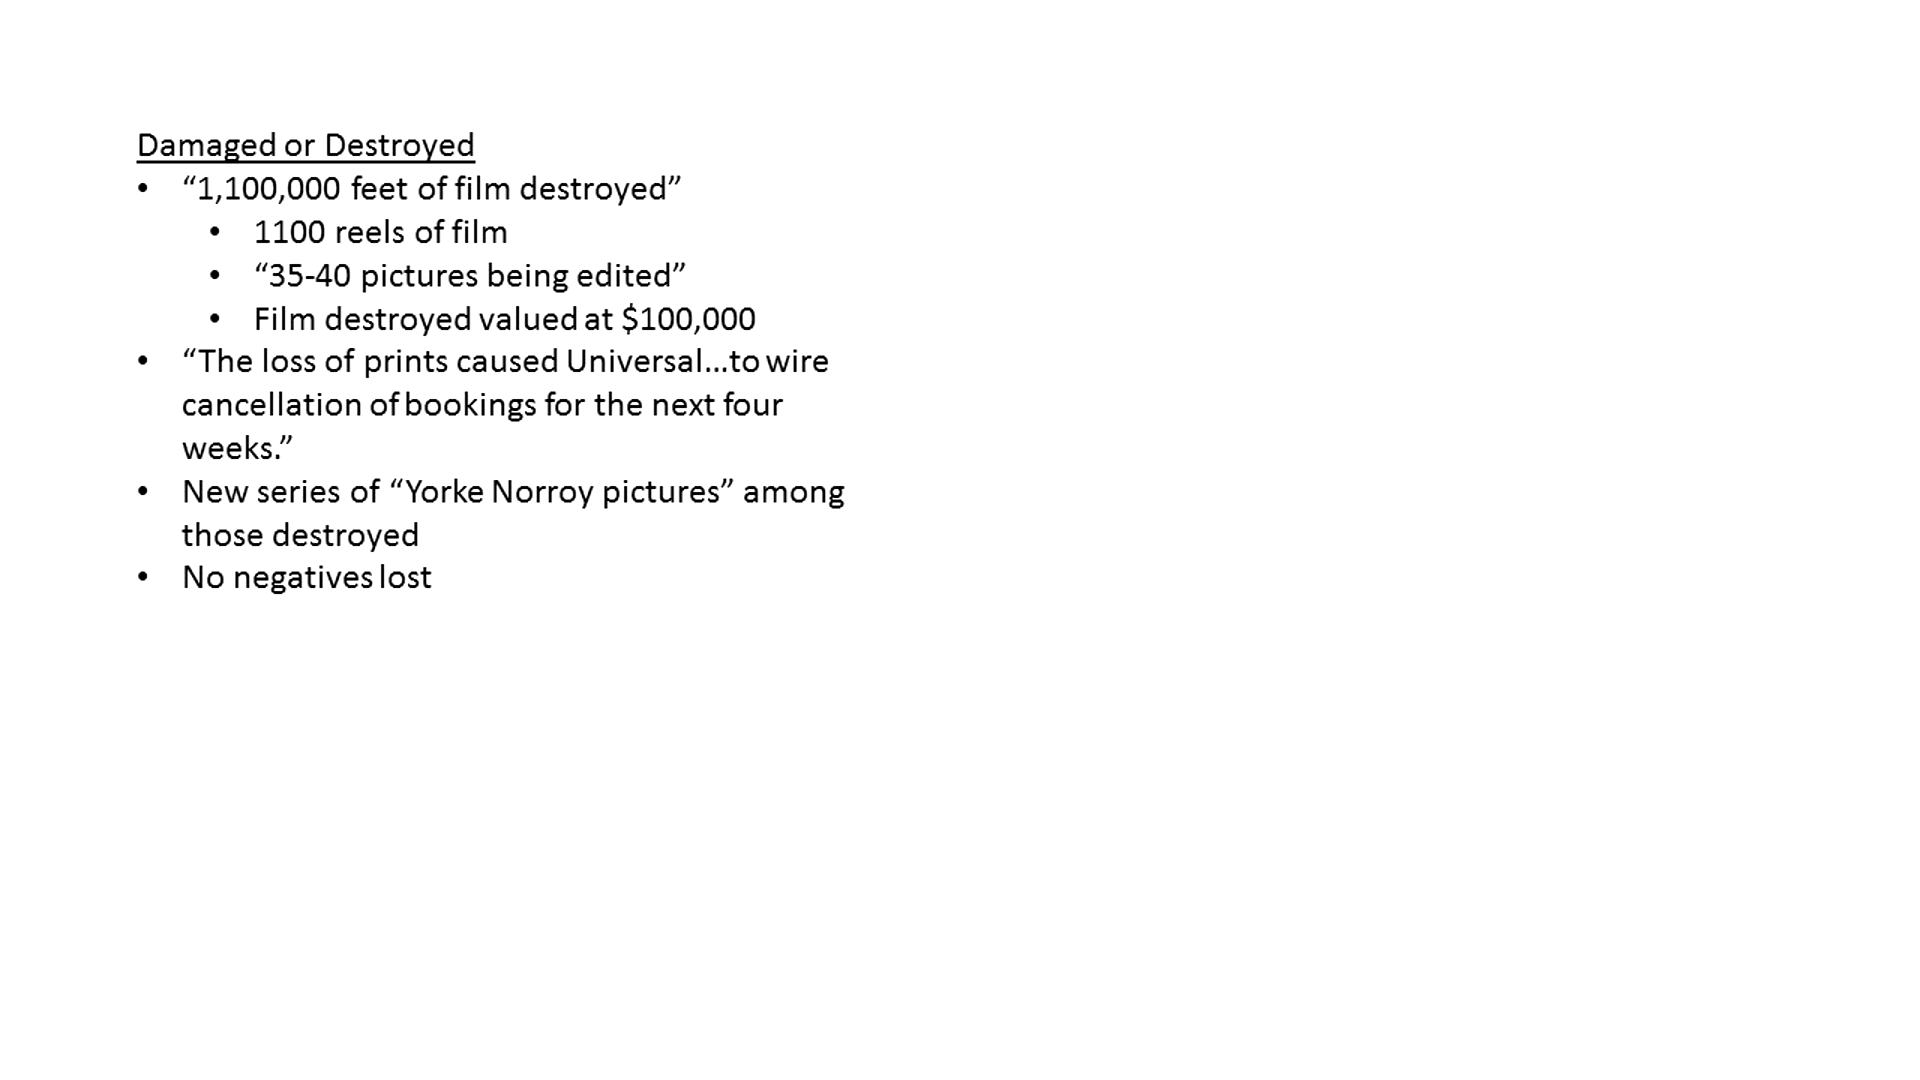 Damaged or Destroyed
• “1,100,000 feet of film destroyed”
• 1100 reels of film
• “35-40 pictures being edited”
• Film destroyed valued at $100,000
• “The loss of prints caused Universal…to wire
cancellation of bookings for the next four
weeks.”
• New series of “Yorke Norroy pictures” among
those destroyed
• No negatives lost